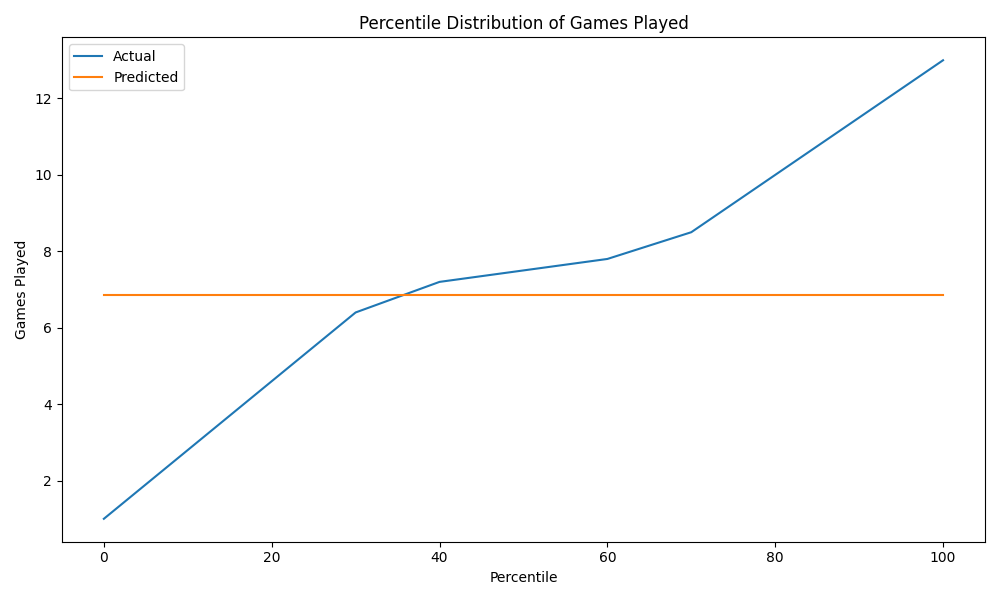 Percentile Distribution of Games Played
Actual
Predicted
12
10
8
6
4
2
Games Played
0 20 40 60 80 100
Percentile